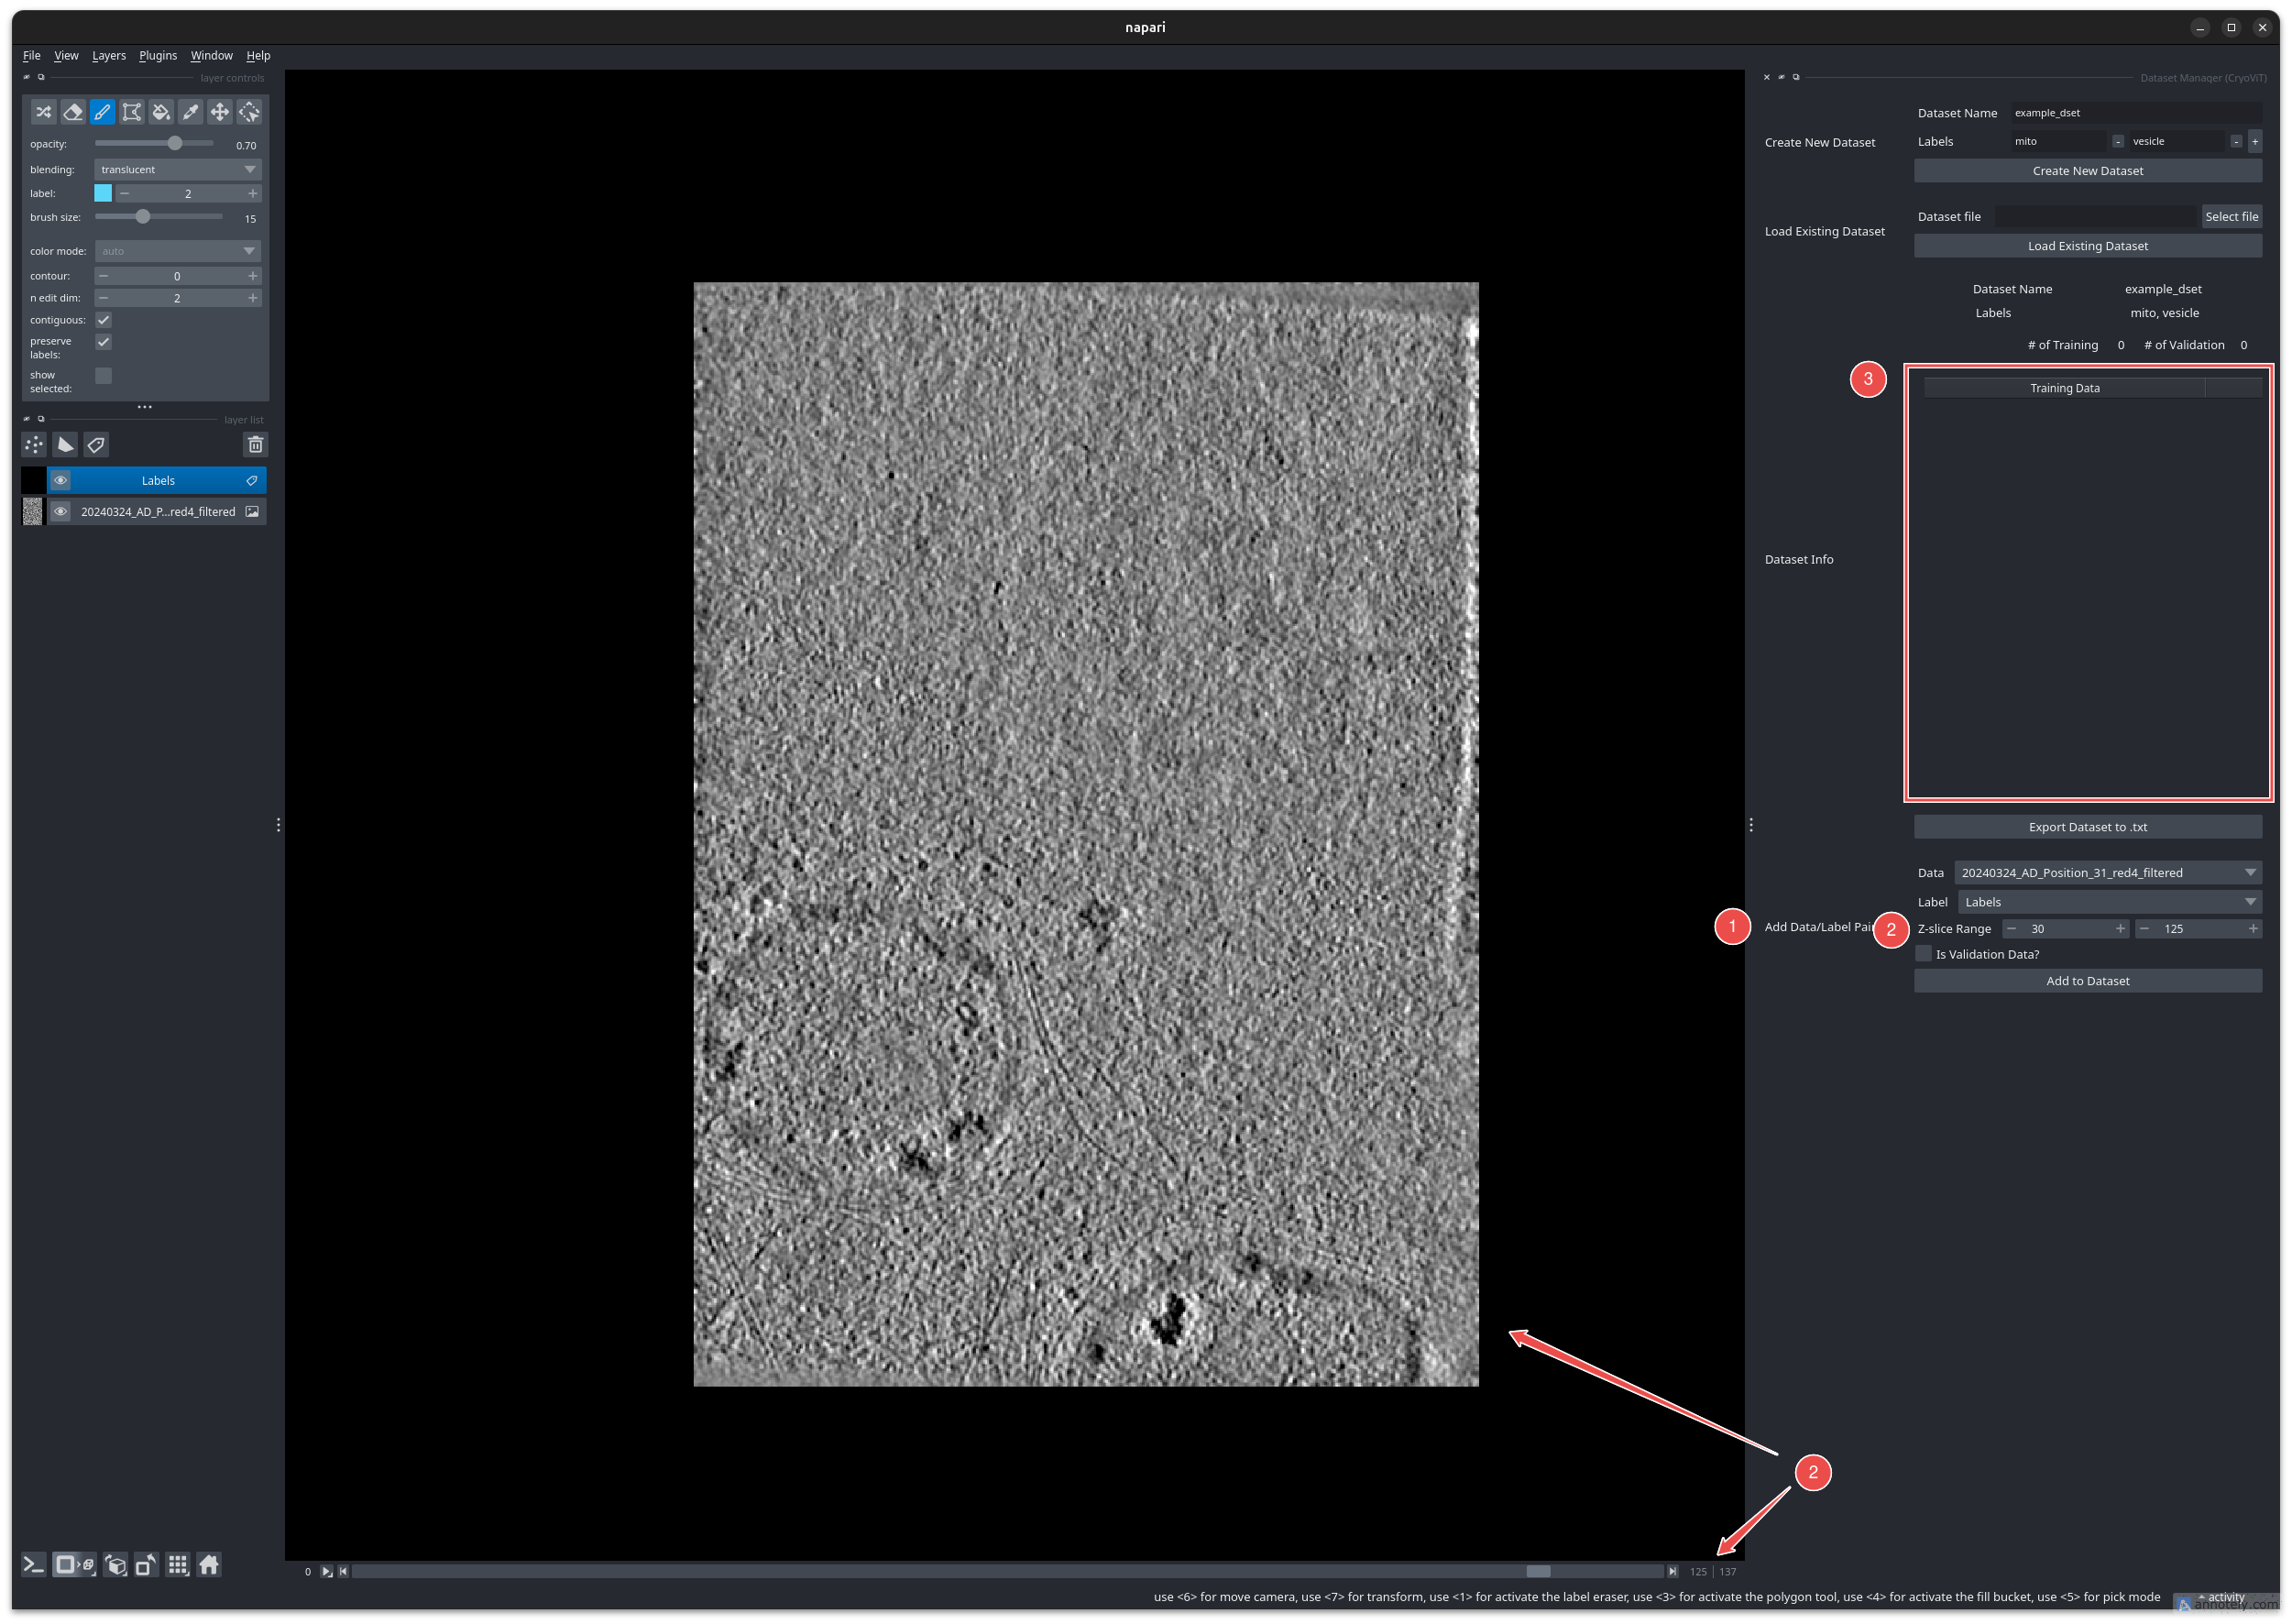 napari
File View Layers Plugins Window Help
layer controls
opacity: 0.70
blending: translucent
label: 2
brush size: 15
color mode: auto
contour: 0
n edit dim: 2
contiguous:
preserve
labels:
show
selected:
layer list
Labels
20240324_AD_P...red4_filtered
Dataset Manager (CryoViT)
Create New Dataset
Dataset Name example_dset
Labels mito - vesicle - +
Create New Dataset
Load Existing Dataset
Dataset file Select file
Load Existing Dataset
Dataset Info
Dataset Name example_dset
Labels mito, vesicle
# of Training 0 # of Validation 0
3
Training Data
Export Dataset to .txt
1 Add Data/Label Pai
Data 20240324_AD_Position_31_red4_filtered
Label Labels
2 Z-slice Range 30 125
Is Validation Data?
Add to Dataset
2
0 125 137
use <6> for move camera, use <7> for transform, use <1> for activate the label eraser, use <3> for activate the polygon tool, use <4> for activate the fill bucket, use <5> for pick mode
activity
annotely.com